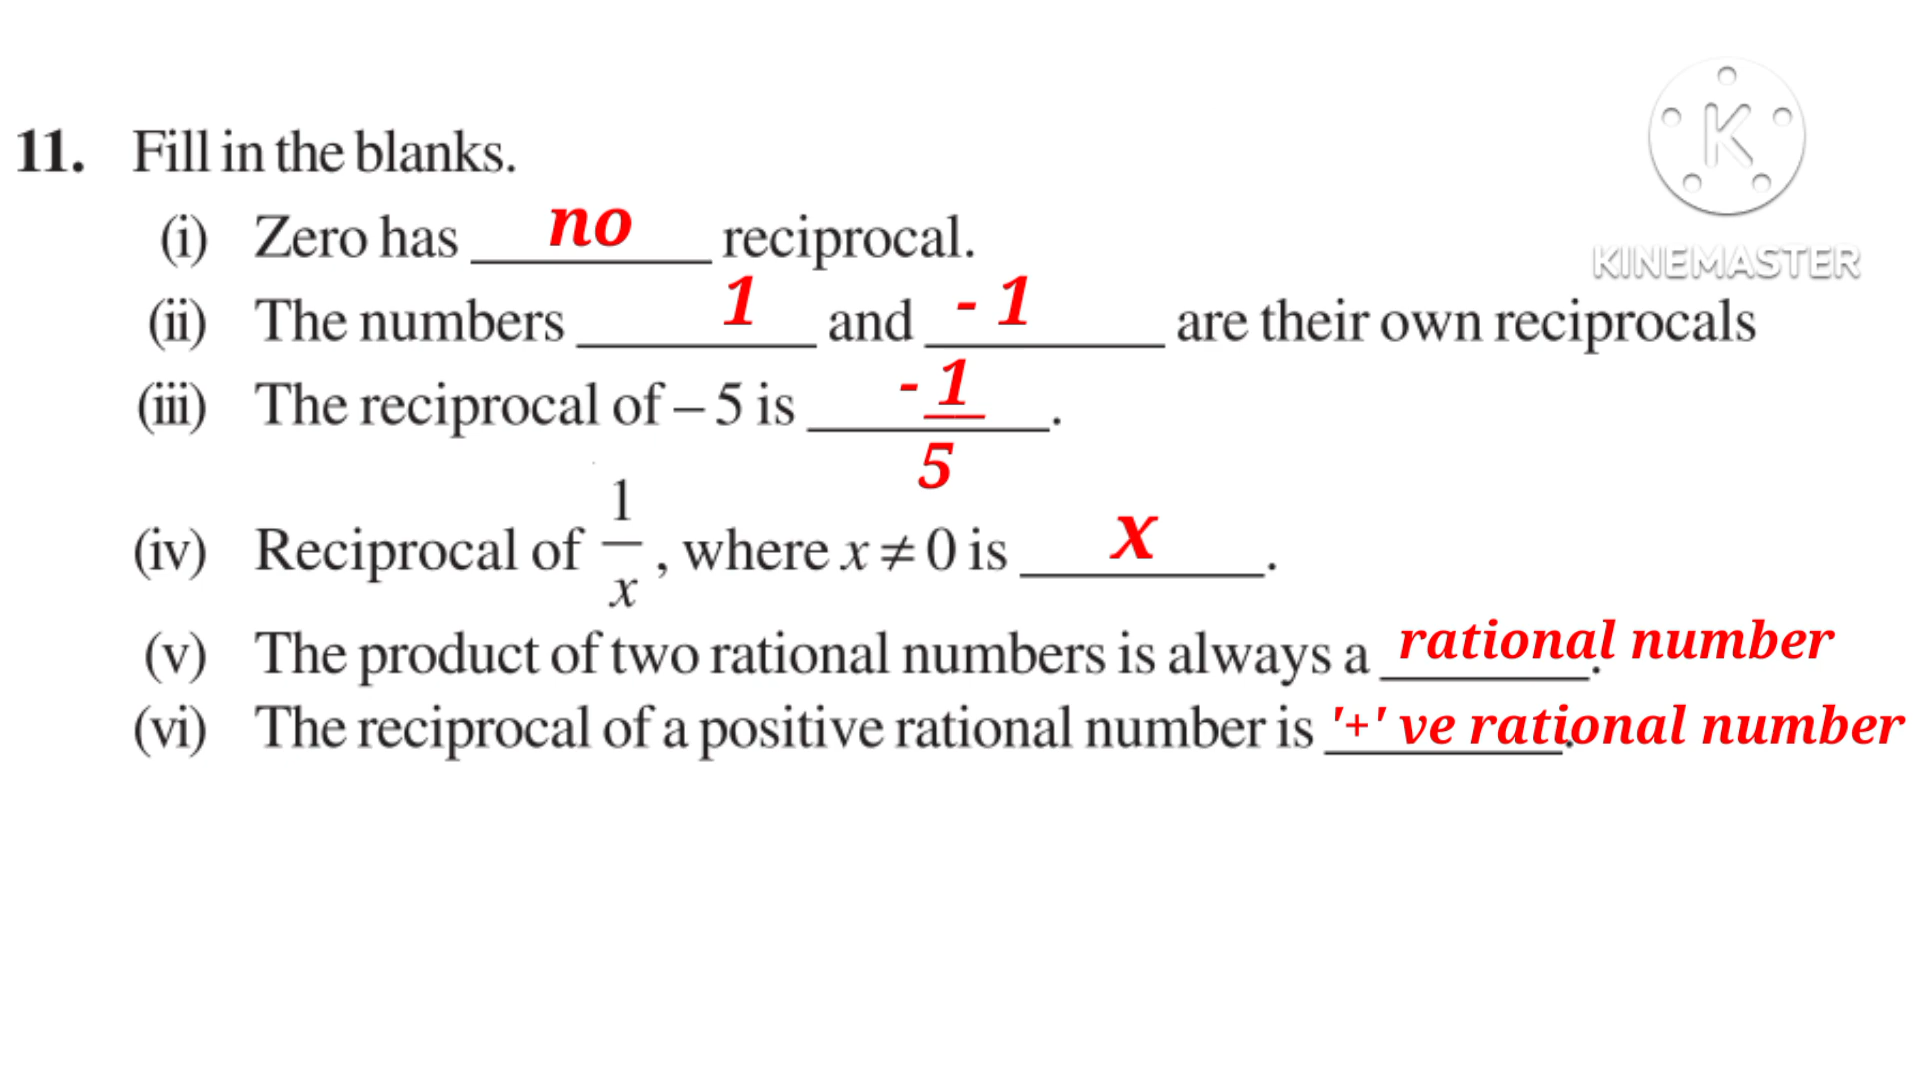 11. Fill in the blanks.
(i) Zero has no reciprocal.
(ii) The numbers 1 and - 1 are their own reciprocals
(iii) The reciprocal of – 5 is - 1/5.
(iv) Reciprocal of 1/x, where x ≠ 0 is x.
(v) The product of two rational numbers is always a rational number.
(vi) The reciprocal of a positive rational number is '+' ve rational number.
K
KINEMASTER